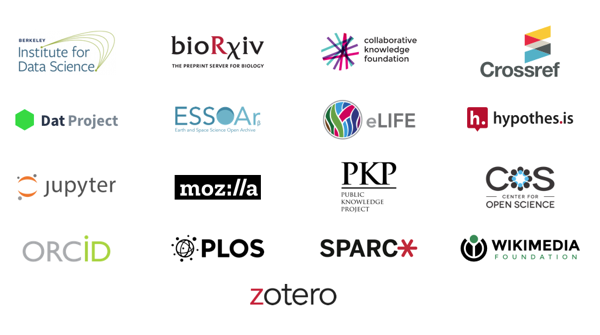 BERKELEY
Institute for
Data Science
bioRχiv
THE PREPRINT SERVER FOR BIOLOGY
collaborative
knowledge
foundation
Crossref
Dat Project
ESSOAr
Earth and Space Science Open Archive
eLIFE
h. hypothes.is
jupyter
moz://a
PKP
PUBLIC
KNOWLEDGE
PROJECT
COS
CENTER FOR
OPEN SCIENCE
ORCiD
PLOS
SPARC
WIKIMEDIA
FOUNDATION
zotero